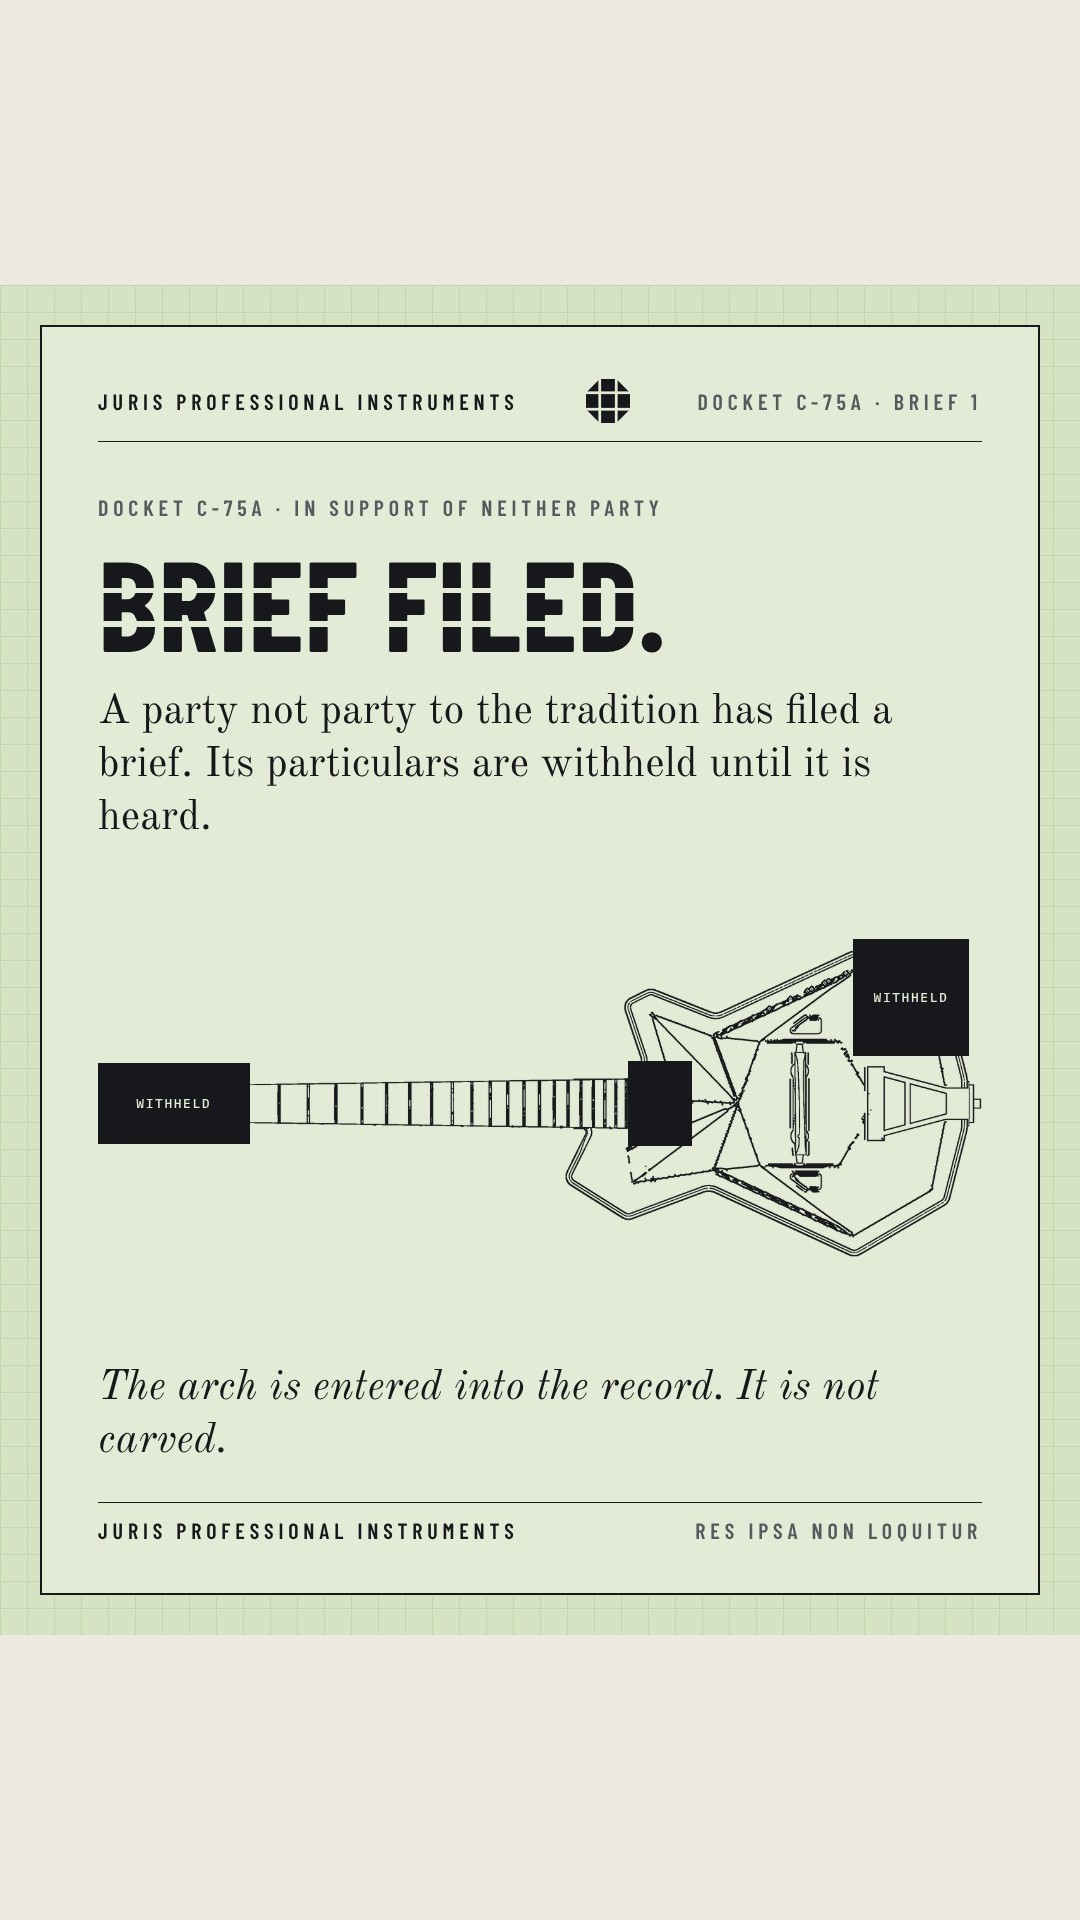 JURIS PROFESSIONAL INSTRUMENTS
DOCKET C-75A · BRIEF 1
DOCKET C-75A · IN SUPPORT OF NEITHER PARTY
BRIEF FILED.
A party not party to the tradition has filed a
brief. Its particulars are withheld until it is
heard.
WITHHELD
WITHHELD
The arch is entered into the record. It is not
carved.
JURIS PROFESSIONAL INSTRUMENTS
RES IPSA NON LOQUITUR